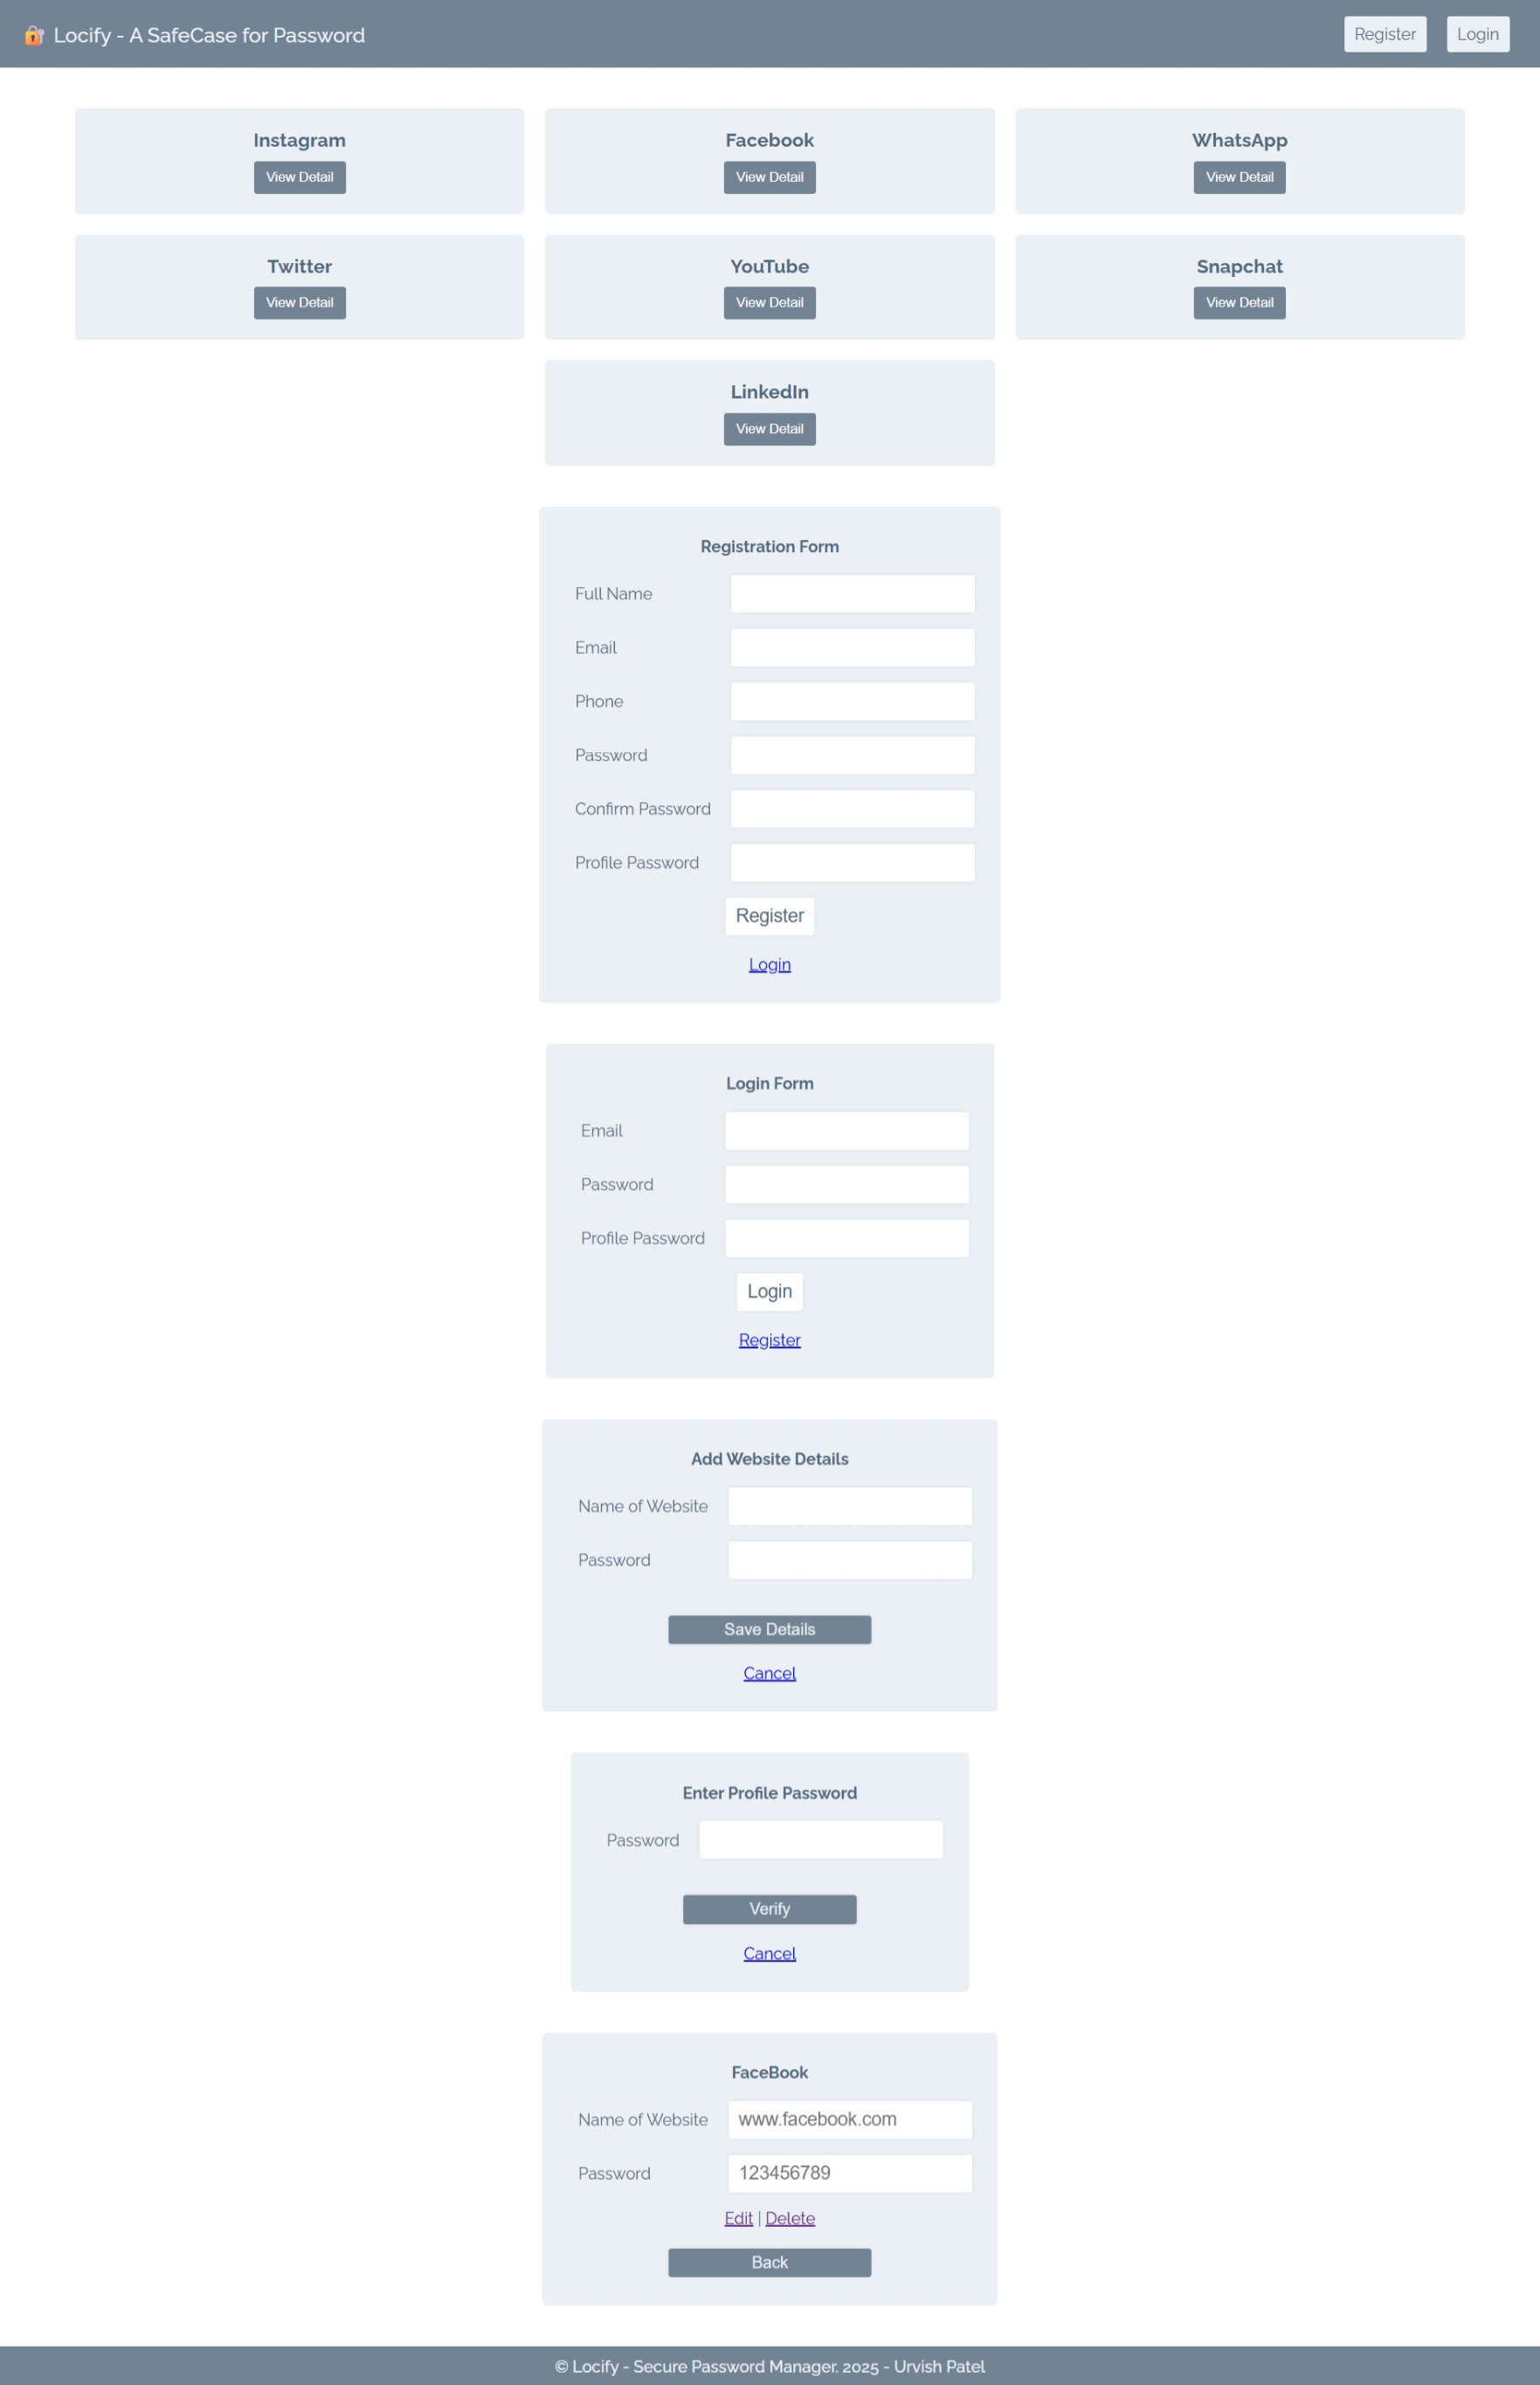 Locify - A SafeCase for Password
Register
Login
Instagram
View Detail
Facebook
View Detail
WhatsApp
View Detail
Twitter
View Detail
YouTube
View Detail
Snapchat
View Detail
LinkedIn
View Detail
Registration Form
Full Name
Email
Phone
Password
Confirm Password
Profile Password
Register
Login
Login Form
Email
Password
Profile Password
Login
Register
Add Website Details
Name of Website
Password
Save Details
Cancel
Enter Profile Password
Password
Verify
Cancel
FaceBook
Name of Website www.facebook.com
Password 123456789
Edit | Delete
Back
© Locify - Secure Password Manager. 2025 - Urvish Patel